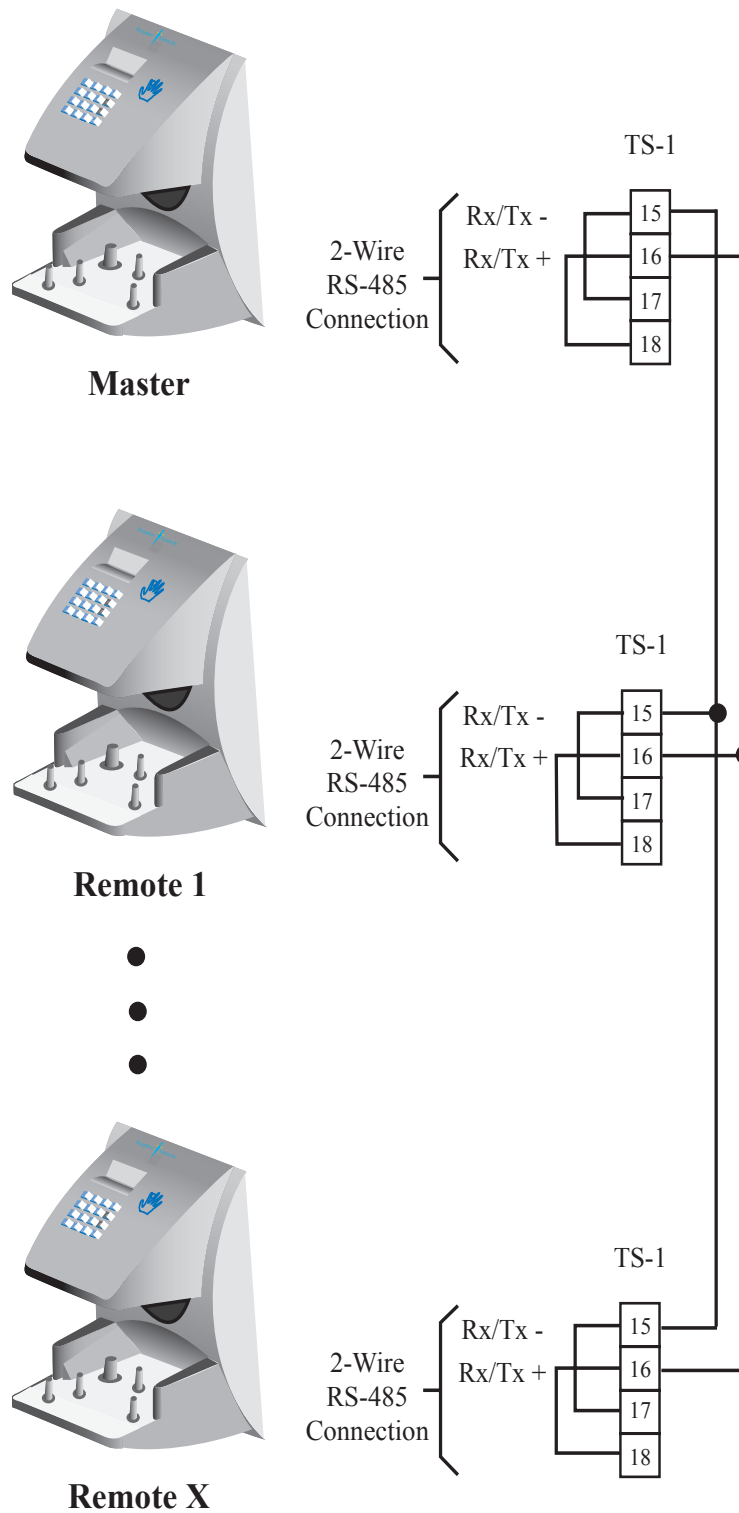 TS-1
Rx/Tx -
Rx/Tx +
2-Wire
RS-485
Connection
15
16
17
18
Master
TS-1
Rx/Tx -
Rx/Tx +
2-Wire
RS-485
Connection
15
16
17
18
Remote 1
TS-1
Rx/Tx -
Rx/Tx +
2-Wire
RS-485
Connection
15
16
17
18
Remote X